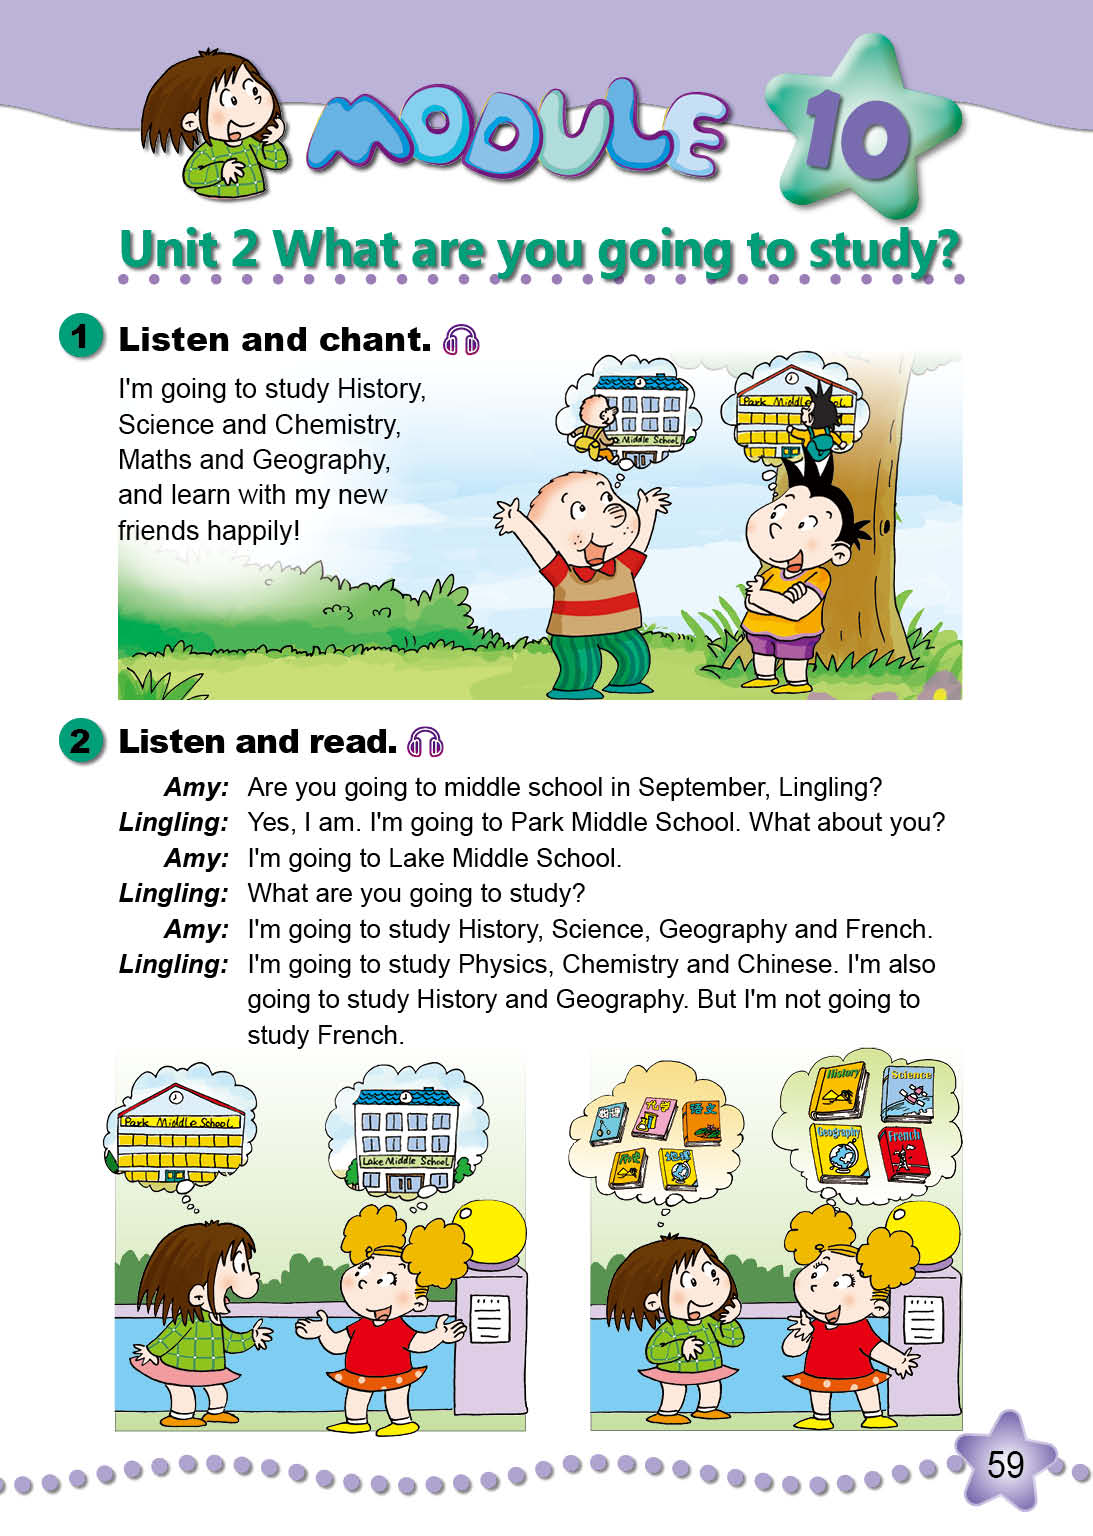 MODULE 10
Unit 2 What are you going to study?
1 Listen and chant.
I'm going to study History,
Science and Chemistry,
Maths and Geography,
and learn with my new
friends happily!
Middle School
Park Middle School
2 Listen and read.
Amy: Are you going to middle school in September, Lingling?
Lingling: Yes, I am. I'm going to Park Middle School. What about you?
Amy: I'm going to Lake Middle School.
Lingling: What are you going to study?
Amy: I'm going to study History, Science, Geography and French.
Lingling: I'm going to study Physics, Chemistry and Chinese. I'm also
going to study History and Geography. But I'm not going to
study French.
Park Middle School
Lake Middle School
物理
化学
语文
历史
地理
History
Science
Geography
French
59